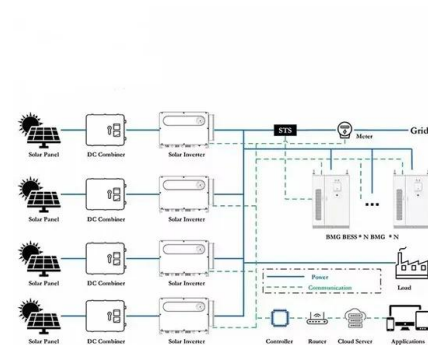 STS
Meter
Grid
Solar Panel DC Combiner Solar Inverter
Solar Panel DC Combiner Solar Inverter
BMG BESS * N BMG * N
Solar Panel DC Combiner Solar Inverter
Power
Communication
Load
Solar Panel DC Combiner Solar Inverter
Controller Router Cloud Server Applications